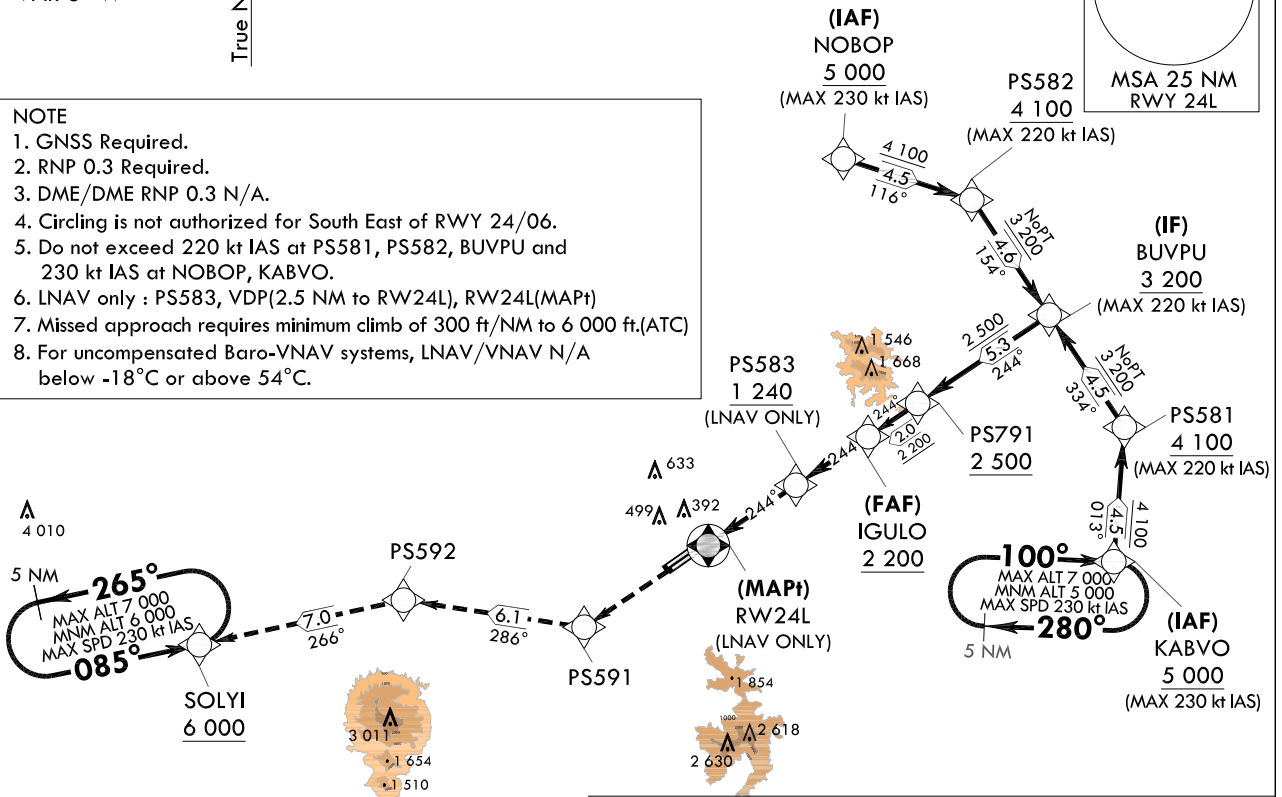 True N
NOTE
1. GNSS Required.
2. RNP 0.3 Required.
3. DME/DME RNP 0.3 N/A.
4. Circling is not authorized for South East of RWY 24/06.
5. Do not exceed 220 kt IAS at PS581, PS582, BUVPU and
230 kt IAS at NOBOP, KABVO.
6. LNAV only : PS583, VDP(2.5 NM to RW24L), RW24L(MAPt)
7. Missed approach requires minimum climb of 300 ft/NM to 6 000 ft.(ATC)
8. For uncompensated Baro-VNAV systems, LNAV/VNAV N/A
below -18°C or above 54°C.
(IAF)
NOBOP
5 000
(MAX 230 kt IAS)
MSA 25 NM
RWY 24L
PS582
4 100
(MAX 220 kt IAS)
4 100
4.5
116°
NoPT
3 200
4.6
154°
(IF)
BUVPU
3 200
(MAX 220 kt IAS)
2 500
5.3
244°
1 546
1 668
NoPT
3 200
4.5
334°
PS583
1 240
(LNAV ONLY)
244°
2.0
2 200
PS791
2 500
PS581
4 100
(MAX 220 kt IAS)
244
244°
(FAF)
IGULO
2 200
4 100
4.5
013°
633
499
392
4 010
100°
MAX ALT 7 000
MNM ALT 5 000
MAX SPD 230 kt IAS
280°
5 NM
(IAF)
KABVO
5 000
(MAX 230 kt IAS)
PS592
(MAPt)
RW24L
(LNAV ONLY)
5 NM
265°
MAX ALT 7 000
MNM ALT 6 000
MAX SPD 230 kt IAS
085°
7.0
266°
6.1
286°
PS591
SOLYI
6 000
3 011
1 654
1 510
1 854
1000
2 618
2 630